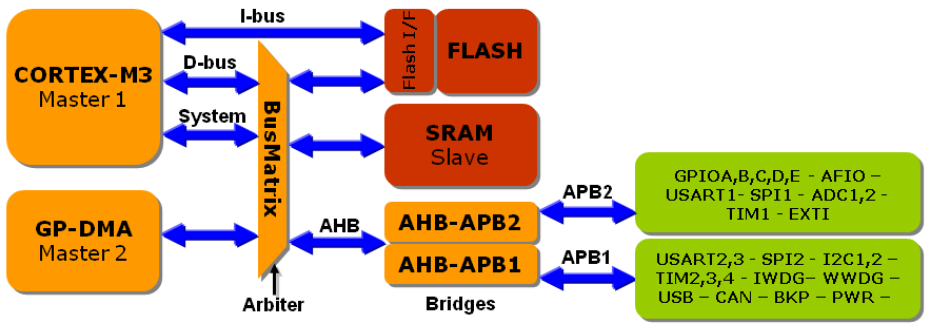 I-bus
CORTEX-M3
Master 1
D-bus
System
BusMatrix
Flash I/F
FLASH
SRAM
Slave
GP-DMA
Master 2
AHB
Arbiter
AHB-APB2
AHB-APB1
Bridges
APB2
GPIOA,B,C,D,E - AFIO –
USART1- SPI1 - ADC1,2 -
TIM1 - EXTI
APB1
USART2,3 - SPI2 - I2C1,2 -
TIM2,3,4 - IWDG– WWDG –
USB – CAN – BKP – PWR –